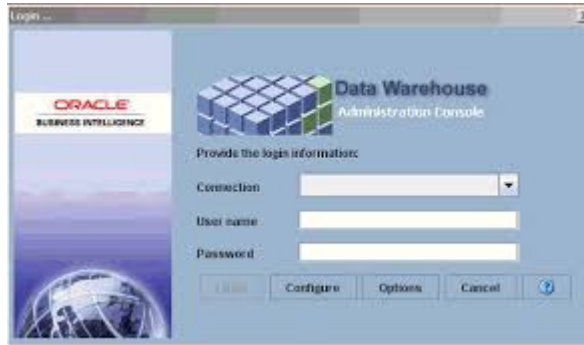 Login ...
ORACLE
BUSINESS INTELLIGENCE
Data Warehouse
Administration Console
Provide the login information:
Connection
User name
Password
Login
Configure
Options
Cancel
?